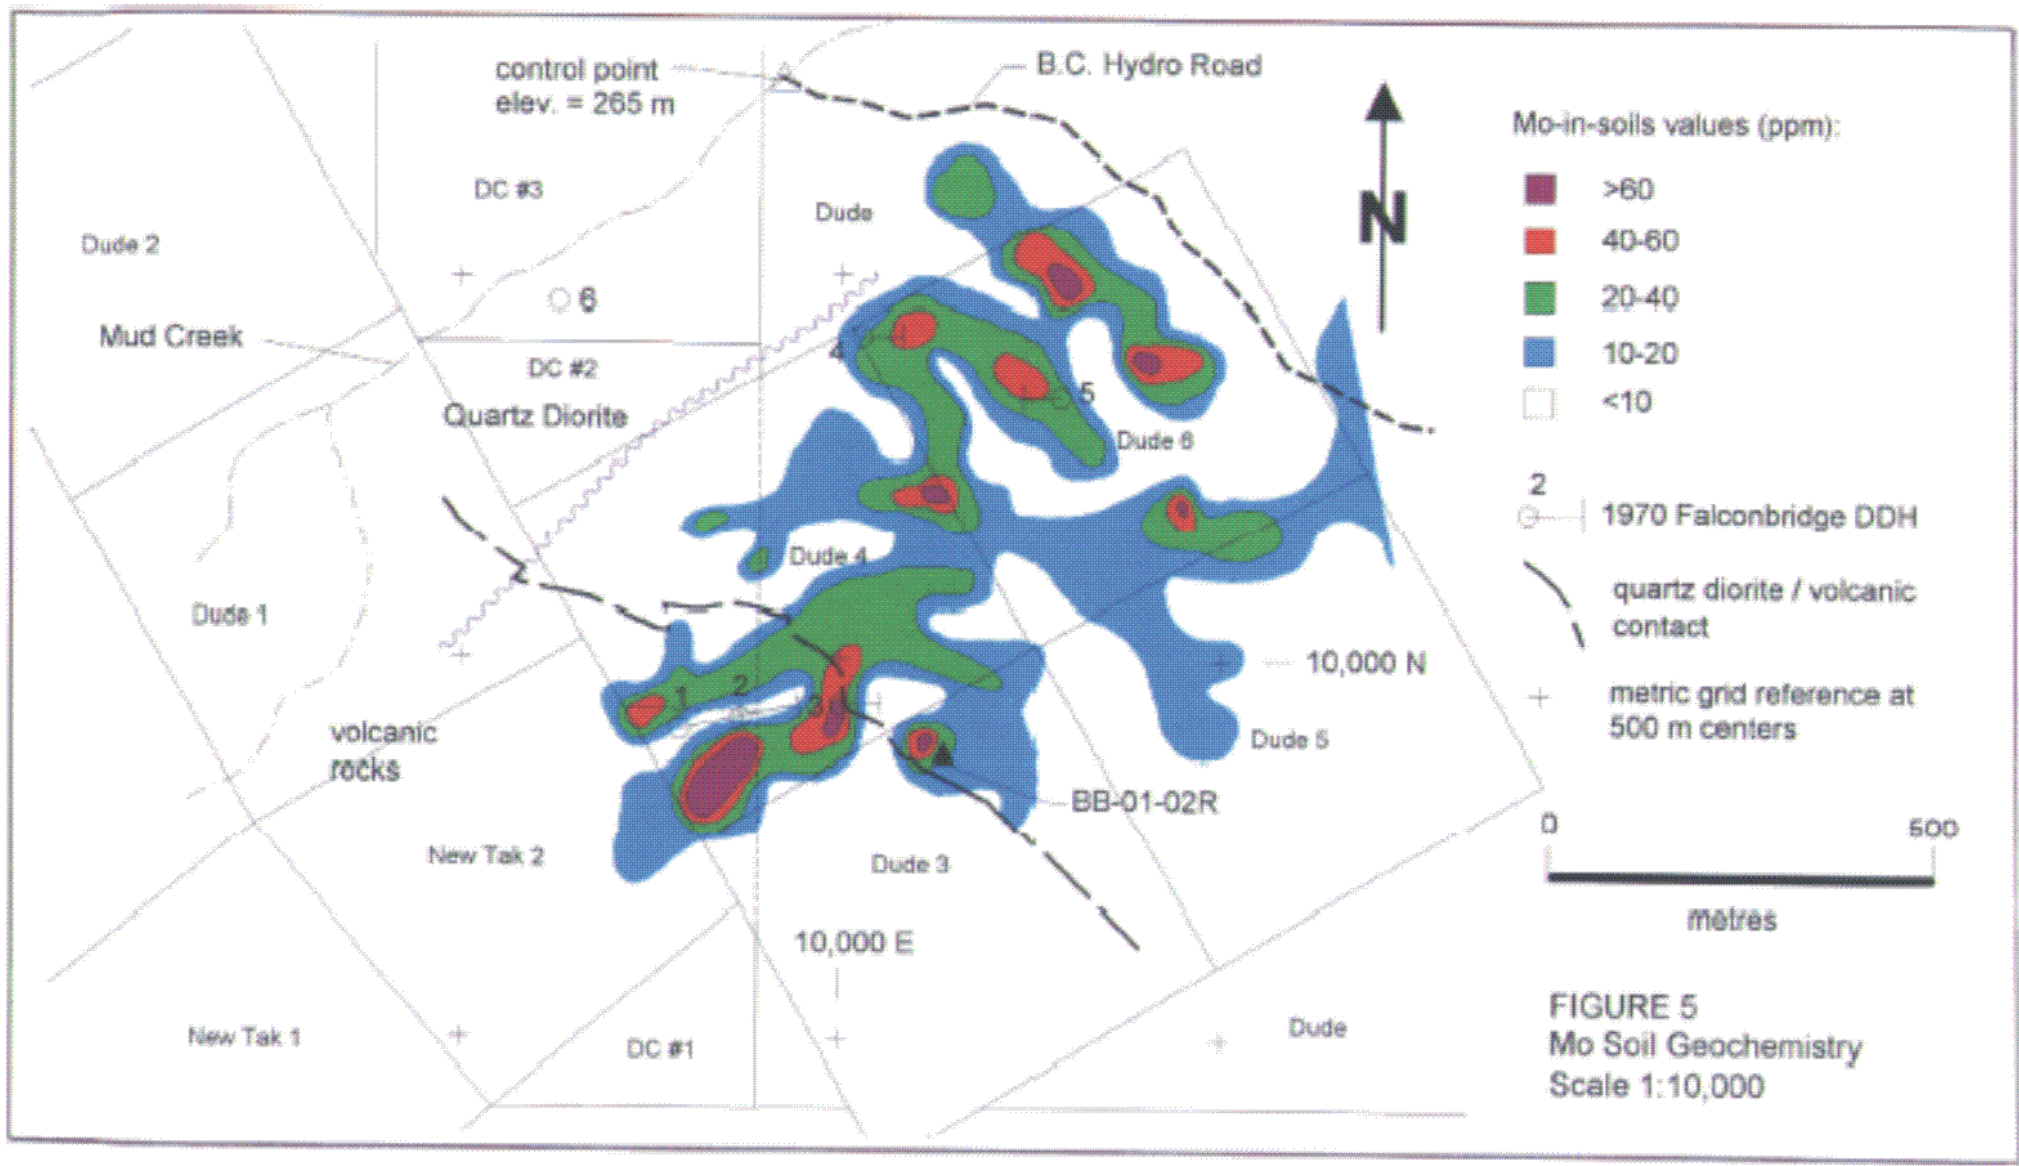 control point
elev. = 265 m
B.C. Hydro Road
Mo-in-soils values (ppm):
>60
40-60
20-40
10-20
<10
2
1970 Falconbridge DDH
quartz diorite / volcanic
contact
metric grid reference at
500 m centers
N
DC #3
Dude
Dude 2
6
Mud Creek
DC #2
Quartz Diorite
4
5
Dude 6
Dude 4
Dude 1
10,000 N
1
2
3
volcanic
rocks
Dude 5
BB-01-02R
New Tak 2
Dude 3
10,000 E
New Tak 1
DC #1
Dude
0
500
metres
FIGURE 5
Mo Soil Geochemistry
Scale 1:10,000